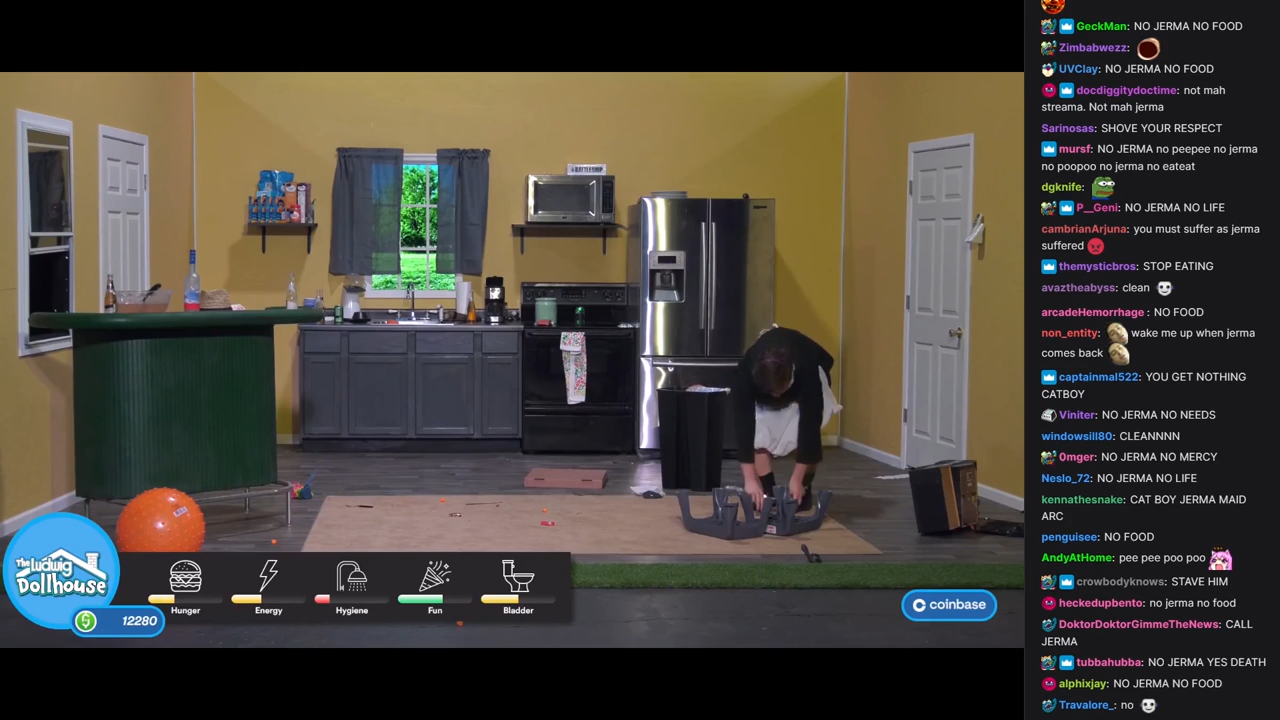 #BATTLESHIP
The Ludwig
Dollhouse
$ 12280
Hunger
Energy
Hygiene
Fun
Bladder
coinbase
GeckMan: NO JERMA NO FOOD
Zimbabwezz:
UVClay: NO JERMA NO FOOD
docdiggitydoctime: not mah
streama. Not mah jerma
Sarinosas: SHOVE YOUR RESPECT
mursf: NO JERMA no peepee no jerma
no poopoo no jerma no eateat
dgknife:
P__Geni: NO JERMA NO LIFE
cambrianArjuna: you must suffer as jerma
suffered
themysticbros: STOP EATING
avaztheabyss: clean
arcadeHemorrhage: NO FOOD
non_entity: wake me up when jerma
comes back
captainmal522: YOU GET NOTHING
CATBOY
Viniter: NO JERMA NO NEEDS
windowsill80: CLEANNNN
0mger: NO JERMA NO MERCY
Neslo_72: NO JERMA NO LIFE
kennathesnake: CAT BOY JERMA MAID
ARC
penguisee: NO FOOD
AndyAtHome: pee pee poo poo
crowbodyknows: STAVE HIM
heckedupbento: no jerma no food
DoktorDoktorGimmeTheNews: CALL
JERMA
tubbahubba: NO JERMA YES DEATH
alphixjay: NO JERMA NO FOOD
Travalore_: no